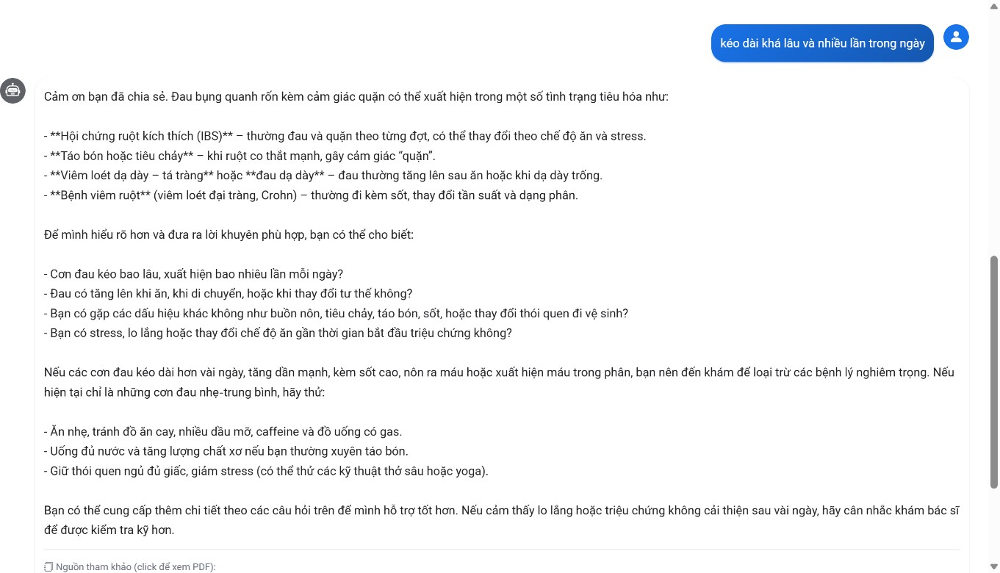 kéo dài khá lâu và nhiều lần trong ngày
Cảm ơn bạn đã chia sẻ. Đau bụng quanh rốn kèm cảm giác quặn có thể xuất hiện trong một số tình trạng tiêu hóa như:
- **Hội chứng ruột kích thích (IBS)** – thường đau và quặn theo từng đợt, có thể thay đổi theo chế độ ăn và stress.
- **Táo bón hoặc tiêu chảy** – khi ruột co thắt mạnh, gây cảm giác “quặn”.
- **Viêm loét dạ dày – tá tràng** hoặc **đau dạ dày** – đau thường tăng lên sau ăn hoặc khi dạ dày trống.
- **Bệnh viêm ruột** (viêm loét đại tràng, Crohn) – thường đi kèm sốt, thay đổi tần suất và dạng phân.
Để mình hiểu rõ hơn và đưa ra lời khuyên phù hợp, bạn có thể cho biết:
- Cơn đau kéo bao lâu, xuất hiện bao nhiêu lần mỗi ngày?
- Đau có tăng lên khi ăn, khi di chuyển, hoặc khi thay đổi tư thế không?
- Bạn có gặp các dấu hiệu khác không như buồn nôn, tiêu chảy, táo bón, sốt, hoặc thay đổi thói quen đi vệ sinh?
- Bạn có stress, lo lắng hoặc thay đổi chế độ ăn gần thời gian bắt đầu triệu chứng không?
Nếu các cơn đau kéo dài hơn vài ngày, tăng dần mạnh, kèm sốt cao, nôn ra máu hoặc xuất hiện máu trong phân, bạn nên đến khám để loại trừ các bệnh lý nghiêm trọng. Nếu
hiện tại chỉ là những cơn đau nhẹ-trung bình, hãy thử:
- Ăn nhẹ, tránh đồ ăn cay, nhiều dầu mỡ, caffeine và đồ uống có gas.
- Uống đủ nước và tăng lượng chất xơ nếu bạn thường xuyên táo bón.
- Giữ thói quen ngủ đủ giấc, giảm stress (có thể thử các kỹ thuật thở sâu hoặc yoga).
Bạn có thể cung cấp thêm chi tiết theo các câu hỏi trên để mình hỗ trợ tốt hơn. Nếu cảm thấy lo lắng hoặc triệu chứng không cải thiện sau vài ngày, hãy cân nhắc khám bác sĩ
để được kiểm tra kỹ hơn.
Nguồn tham khảo (click để xem PDF):